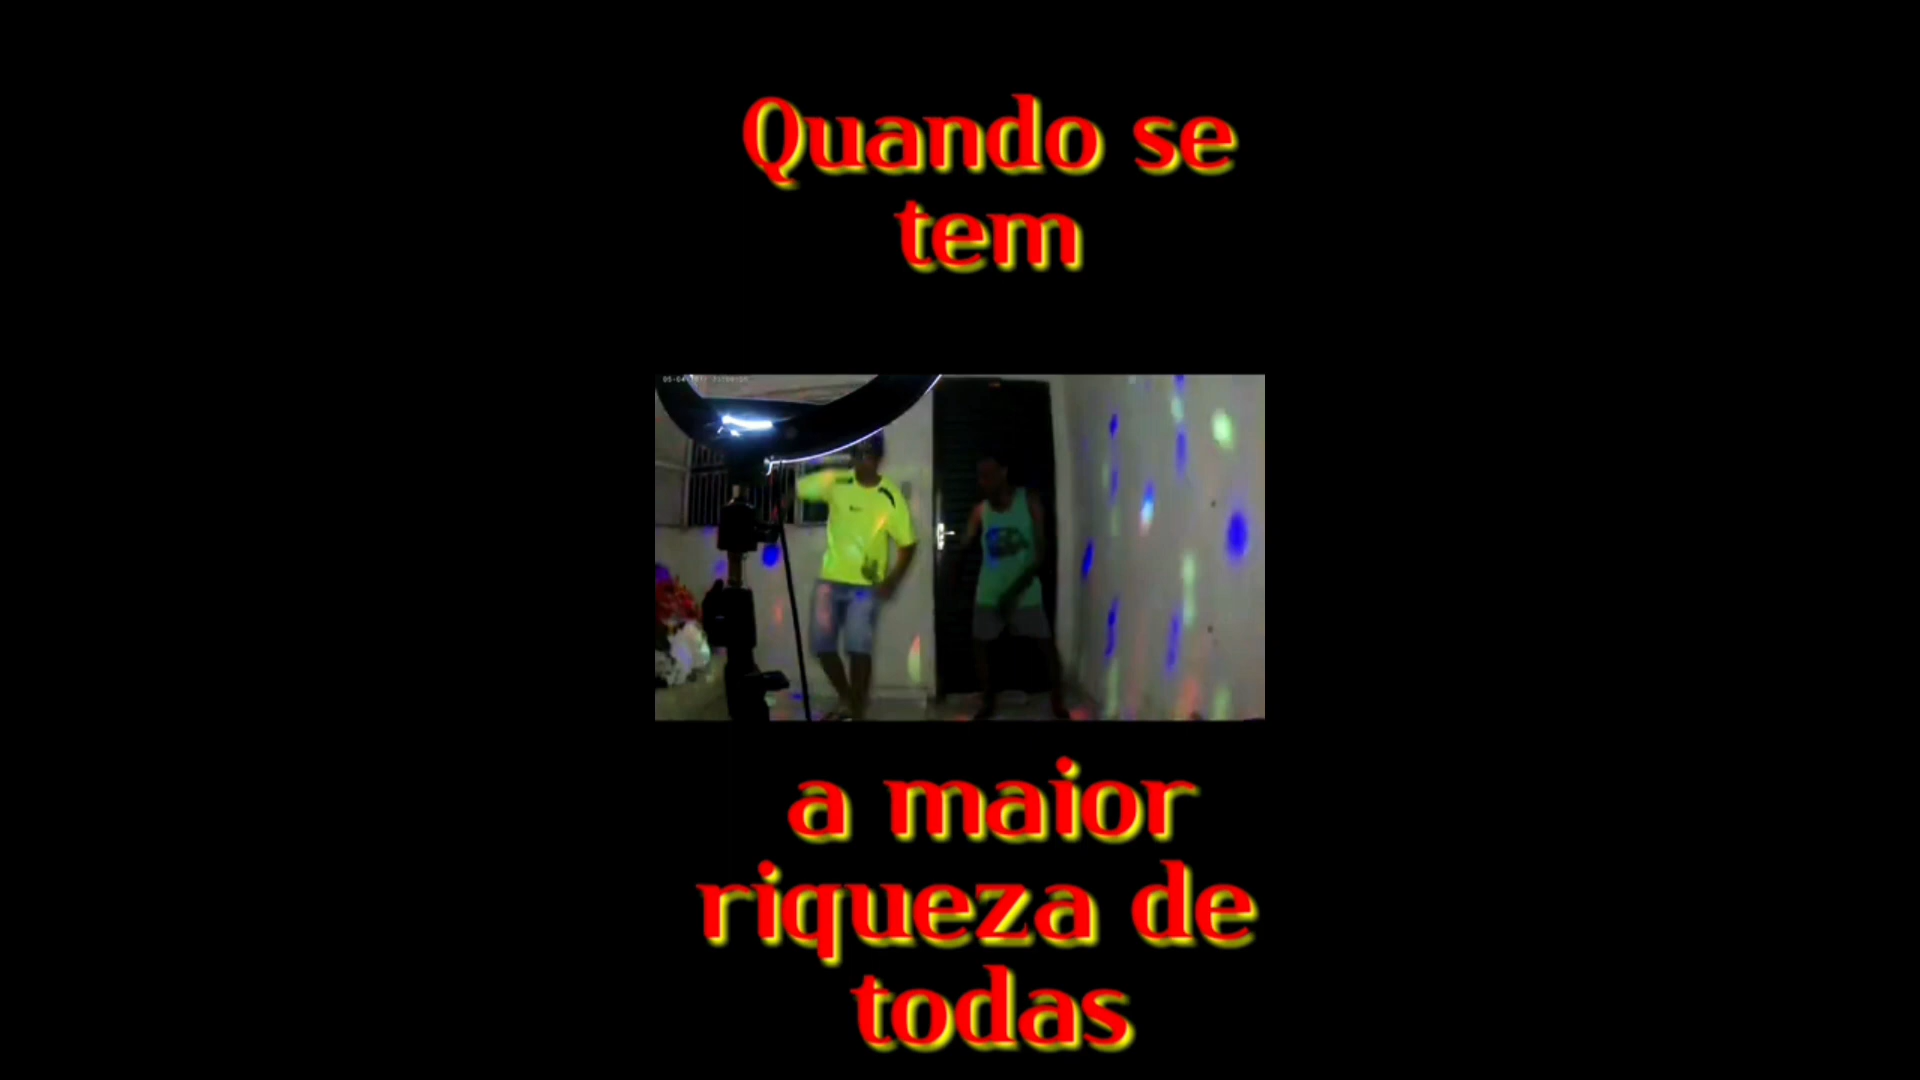 Quando se
tem
a maior
riqueza de
todas